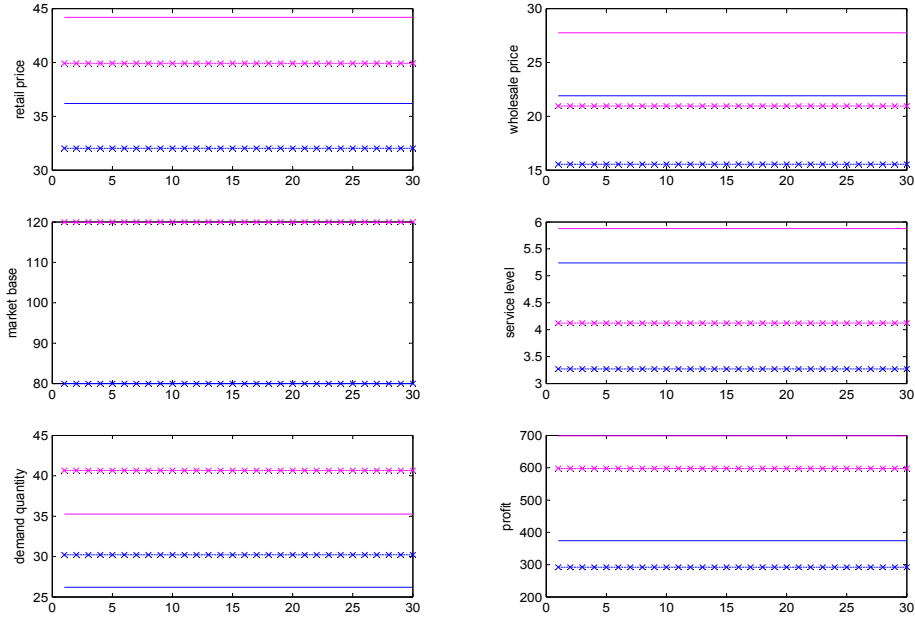 45
40
35
30
retail price
0 5 10 15 20 25 30
30
25
20
15
wholesale price
0 5 10 15 20 25 30
120
110
100
90
80
market base
0 5 10 15 20 25 30
6
5.5
5
4.5
4
3.5
3
service level
0 5 10 15 20 25 30
45
40
35
30
25
demand quantity
0 5 10 15 20 25 30
700
600
500
400
300
200
profit
0 5 10 15 20 25 30